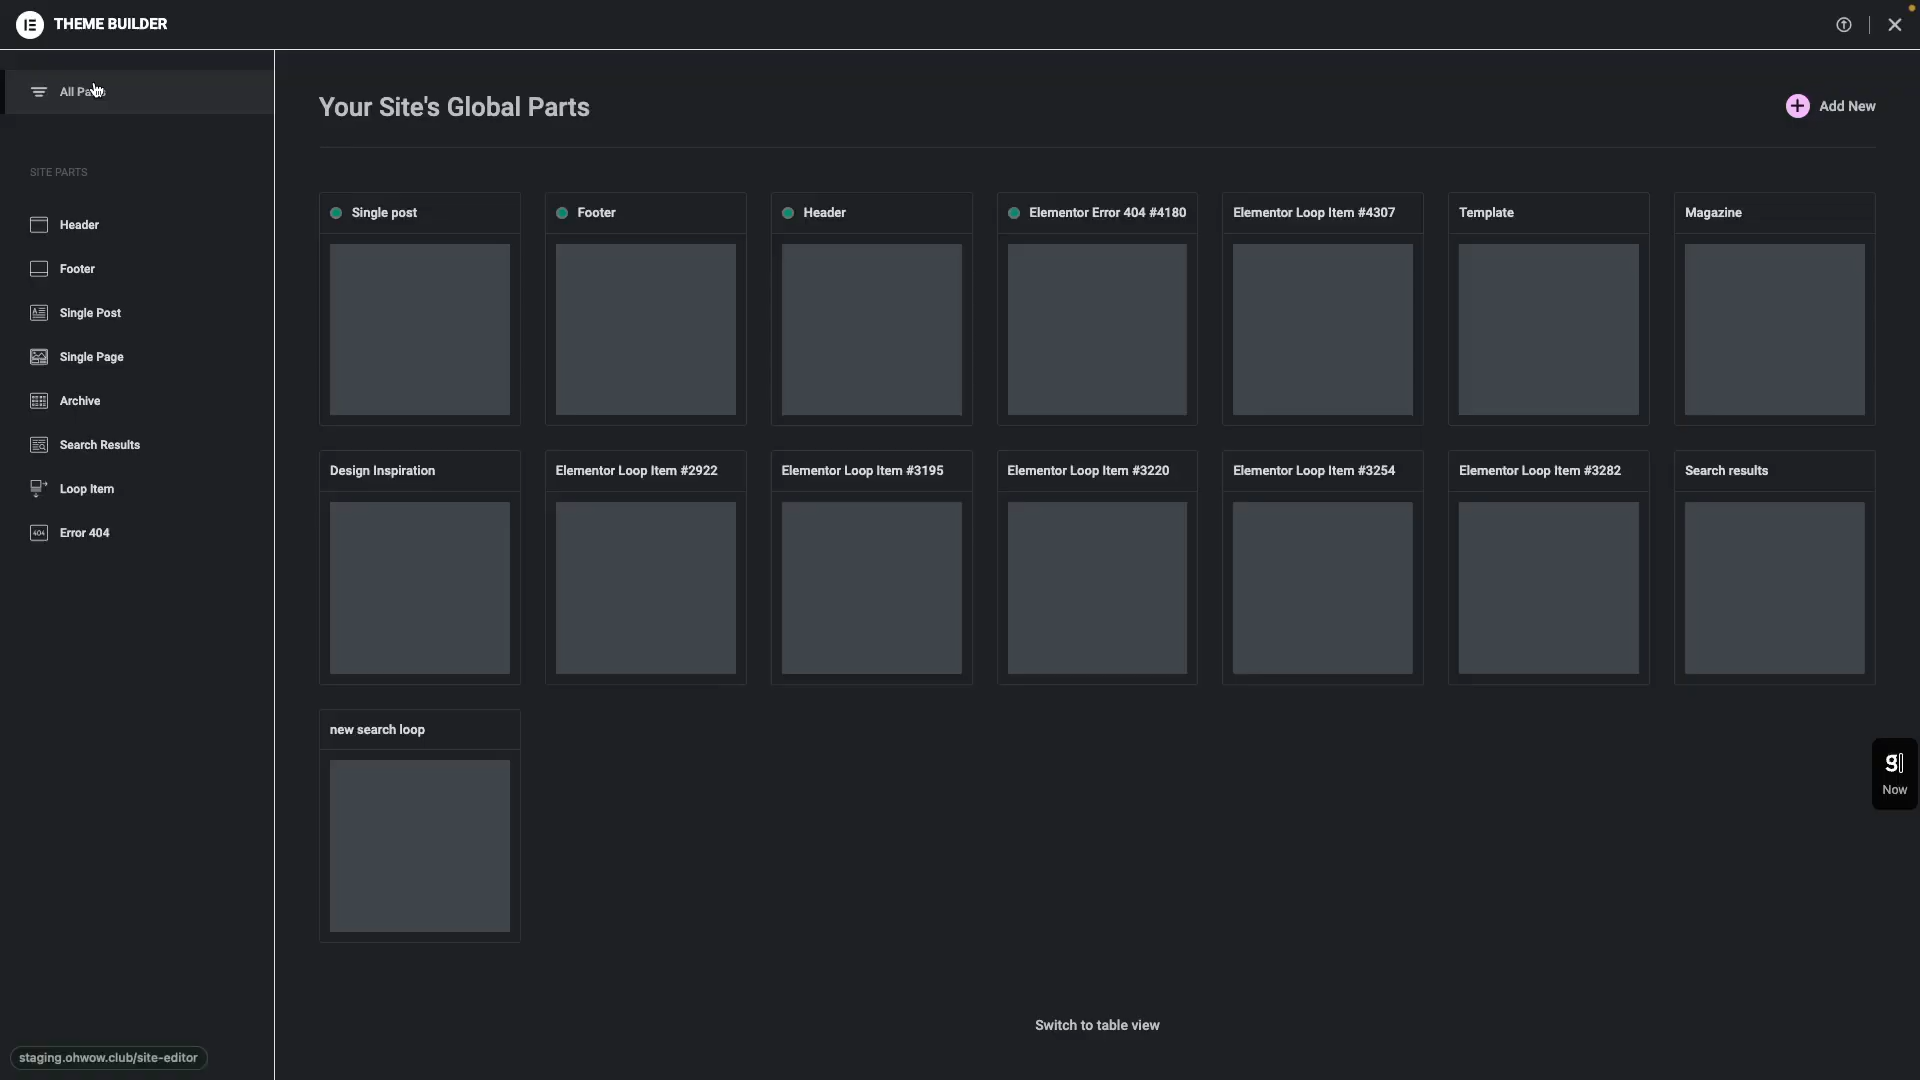 THEME BUILDER
All Pa
Your Site's Global Parts
Add New
SITE PARTS
Header
Footer
Single Post
Single Page
Archive
Search Results
Loop Item
404
Error 404
Single post
Footer
Header
Elementor Error 404 #4180
Elementor Loop Item #4307
Template
Magazine
Design Inspiration
Elementor Loop Item #2922
Elementor Loop Item #3195
Elementor Loop Item #3220
Elementor Loop Item #3254
Elementor Loop Item #3282
Search results
new search loop
Now
Switch to table view
staging.ohwow.club/site-editor